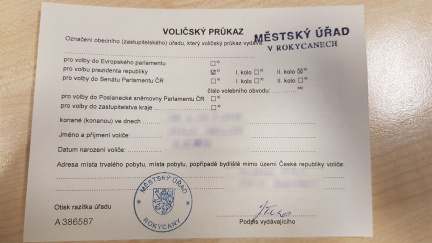 VOLIČSKÝ PRŮKAZ
Označení obecního (zastupitelského) úřadu, který voličský průkaz vydává:
MĚSTSKÝ ÚŘAD
V ROKYCANECH
pro volby do Evropského parlamentu
pro volbu prezidenta republiky I. kolo II. kolo
pro volby do Senátu Parlamentu ČR I. kolo II. kolo
číslo volebního obvodu:
pro volby do Poslanecké sněmovny Parlamentu ČR
pro volby do zastupitelstva kraje
konané (konanou) ve dnech
Jméno a příjmení voliče:
Datum narození voliče:
Adresa místa trvalého pobytu, místa pobytu, popřípadě bydliště mimo území České republiky voliče:
MĚSTSKÝ ÚŘAD
ROKYCANY
Otisk razítka úřadu
A 386587
Podpis vydávajícího